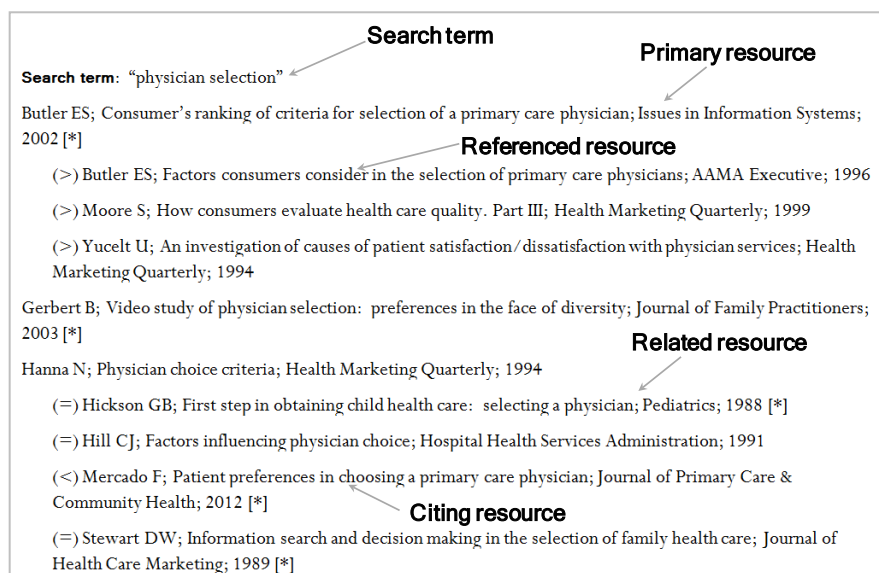 Search term
Primary resource
Search term: “physician selection”
Butler ES; Consumer’s ranking of criteria for selection of a primary care physician; Issues in Information Systems;
2002 [*]
Referenced resource
(>) Butler ES; Factors consumers consider in the selection of primary care physicians; AAMA Executive; 1996
(>) Moore S; How consumers evaluate health care quality. Part III; Health Marketing Quarterly; 1999
(>) Yucelt U; An investigation of causes of patient satisfaction/dissatisfaction with physician services; Health
Marketing Quarterly; 1994
Gerbert B; Video study of physician selection: preferences in the face of diversity; Journal of Family Practitioners;
2003 [*]
Related resource
Hanna N; Physician choice criteria; Health Marketing Quarterly; 1994
(=) Hickson GB; First step in obtaining child health care: selecting a physician; Pediatrics; 1988 [*]
(=) Hill CJ; Factors influencing physician choice; Hospital Health Services Administration; 1991
(<) Mercado F; Patient preferences in choosing a primary care physician; Journal of Primary Care &
Community Health; 2012 [*]
Citing resource
(=) Stewart DW; Information search and decision making in the selection of family health care; Journal of
Health Care Marketing; 1989 [*]